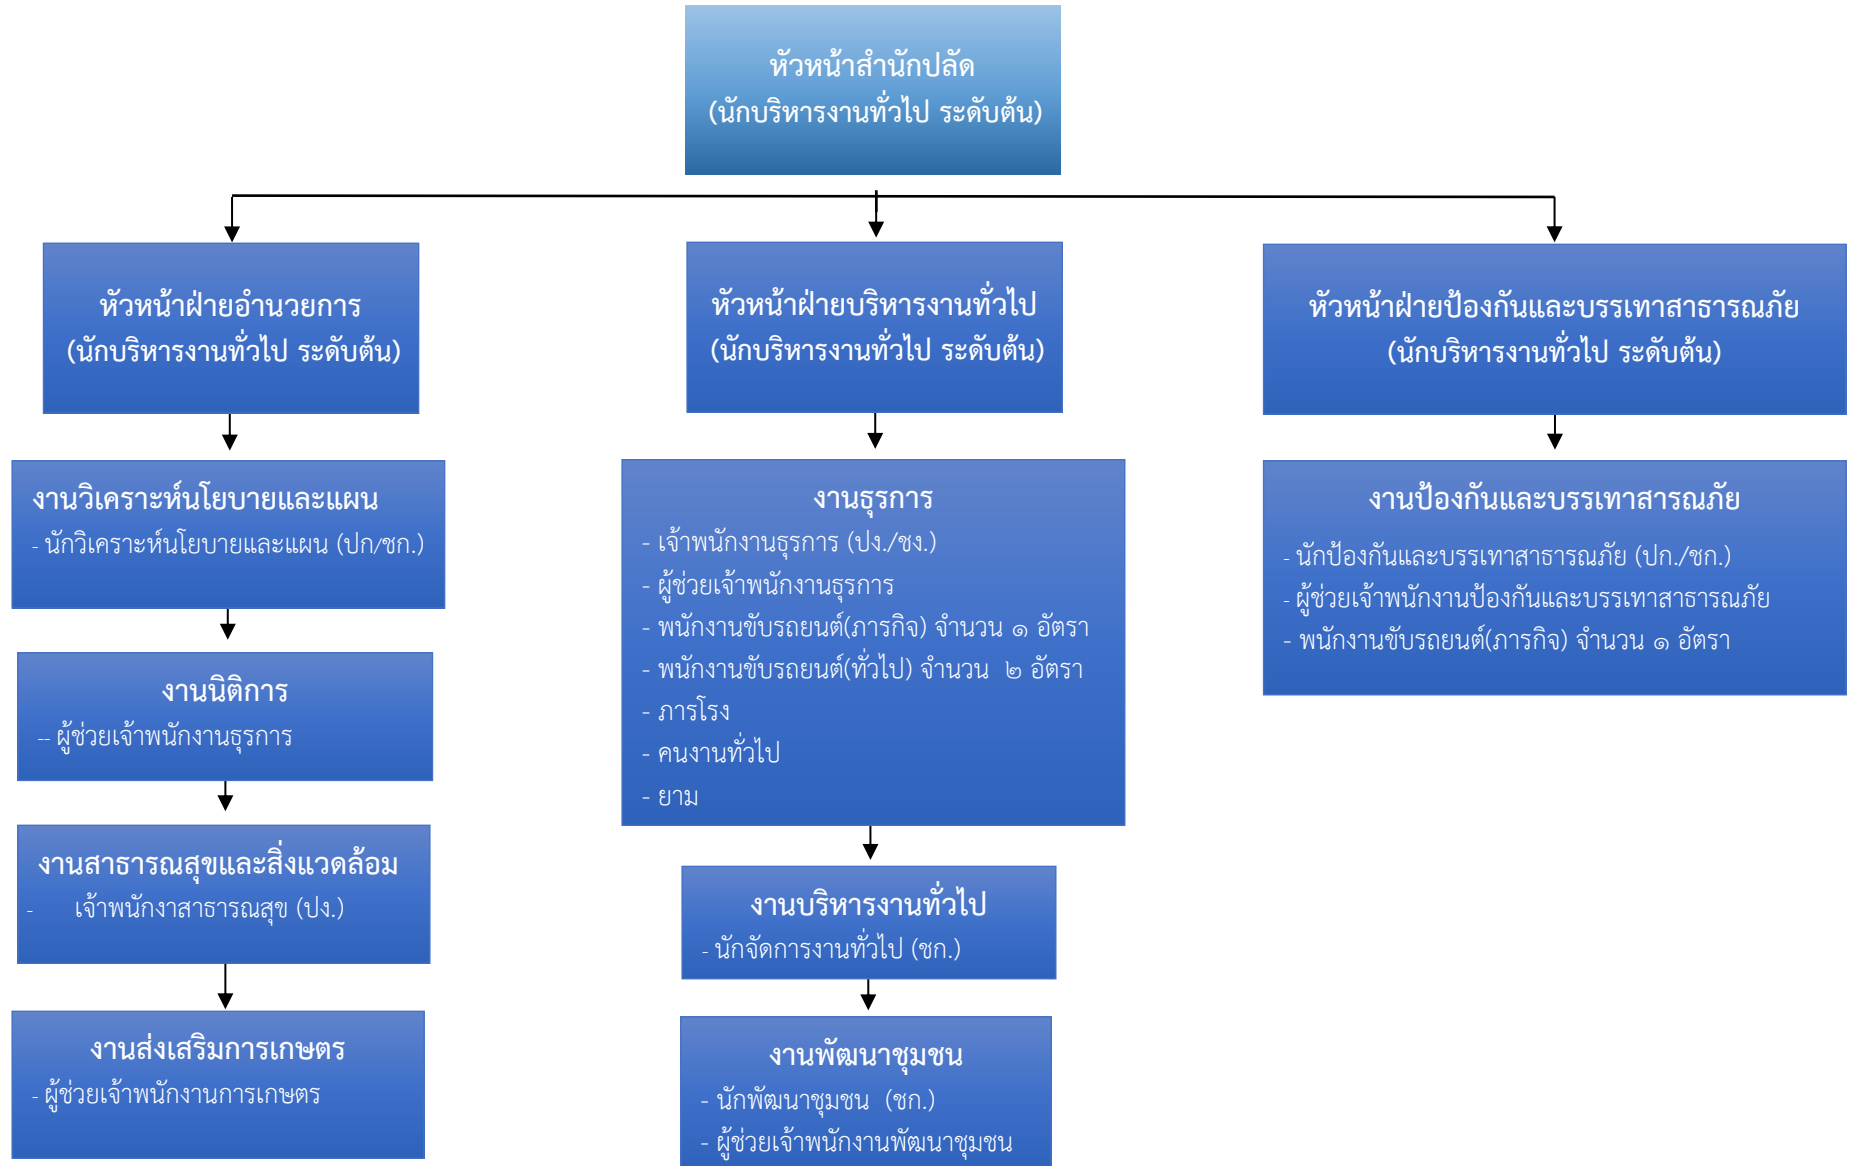 หัวหน้าสำนักปลัด
(นักบริหารงานทั่วไป ระดับต้น)
หัวหน้าฝ่ายอำนวยการ
(นักบริหารงานทั่วไป ระดับต้น)
หัวหน้าฝ่ายบริหารงานทั่วไป
(นักบริหารงานทั่วไป ระดับต้น)
หัวหน้าฝ่ายป้องกันและบรรเทาสาธารณภัย
(นักบริหารงานทั่วไป ระดับต้น)
งานวิเคราะห์นโยบายและแผน
- นักวิเคราะห์นโยบายและแผน (ปก/ชก.)
งานนิติการ
-- ผู้ช่วยเจ้าพนักงานธุรการ
งานสาธารณสุขและสิ่งแวดล้อม
- เจ้าพนักงาสาธารณสุข (ปง.)
งานส่งเสริมการเกษตร
- ผู้ช่วยเจ้าพนักงานการเกษตร
งานธุรการ
- เจ้าพนักงานธุรการ (ปง./ชง.)
- ผู้ช่วยเจ้าพนักงานธุรการ
- พนักงานขับรถยนต์(ภารกิจ) จำนวน ๑ อัตรา
- พนักงานขับรถยนต์(ทั่วไป) จำนวน ๒ อัตรา
- ภารโรง
- คนงานทั่วไป
- ยาม
งานบริหารงานทั่วไป
- นักจัดการงานทั่วไป (ชก.)
งานพัฒนาชุมชน
- นักพัฒนาชุมชน (ชก.)
- ผู้ช่วยเจ้าพนักงานพัฒนาชุมชน
งานป้องกันและบรรเทาสารณภัย
- นักป้องกันและบรรเทาสาธารณภัย (ปก./ชก.)
- ผู้ช่วยเจ้าพนักงานป้องกันและบรรเทาสาธารณภัย
- พนักงานขับรถยนต์(ภารกิจ) จำนวน ๑ อัตรา